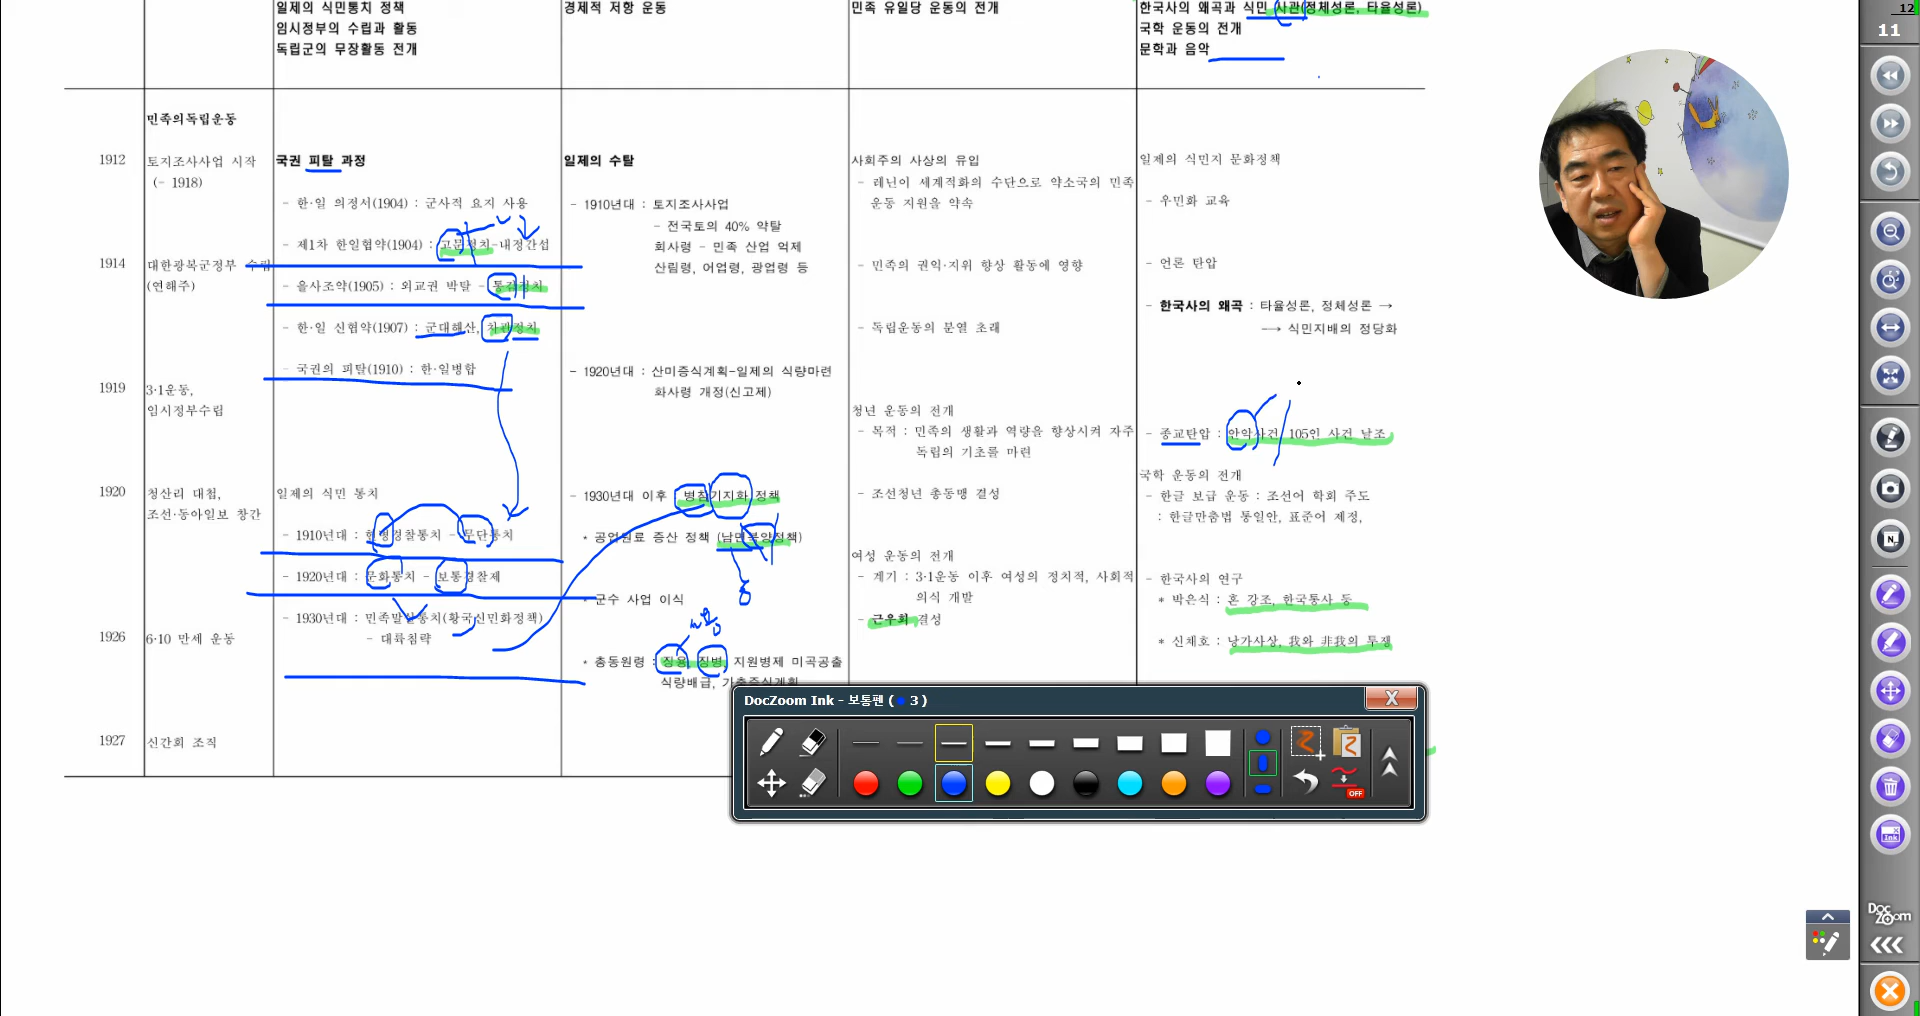 일제의 식민통치 정책
임시정부의 수립과 활동
독립군의 무장활동 전개
경제적 저항 운동
민족 유일당 운동의 전개
한국사의 왜곡과 식민 사관(정체성론, 타율성론)
국학 운동의 전개
문학과 음악
민족의독립운동
1912
토지조사사업 시작
(- 1918)
1914
대한광복군정부 수립
(연해주)
1919
3·1운동,
임시정부수립
1920
청산리 대첩,
조선·동아일보 창간
1926
6·10 만세 운동
1927
신간회 조직
국권 피탈 과정
- 한·일 의정서(1904) : 군사적 요지 사용
- 제1차 한일협약(1904) : 고문정치-내정간섭
- 을사조약(1905) : 외교권 박탈 - 통감정치
- 한·일 신협약(1907) : 군대해산, 차관정치
- 국권의 피탈(1910) : 한·일병합
일제의 식민 통치
- 1910년대 : 헌병경찰통치 - 무단통치
- 1920년대 : 문화통치 - 보통경찰제
- 1930년대 : 민족말살통치(황국신민화정책)
- 대륙침략
일제의 수탈
- 1910년대 : 토지조사사업
- 전국토의 40% 약탈
회사령 - 민족 산업 억제
산림령, 어업령, 광업령 등
- 1920년대 : 산미증식계획-일제의 식량마련
화사령 개정(신고제)
- 1930년대 이후 병참기지화 정책
* 공업원료 증산 정책 (남면북양정책)
* 군수 사업 이식
* 총동원령 : 징용, 징병, 지원병제 미곡공출
식량배급, 가축증식계획
사회주의 사상의 유입
- 레닌이 세계적화의 수단으로 약소국의 민족
운동 지원을 약속
- 민족의 권익·지위 향상 활동에 영향
- 독립운동의 분열 초래
청년 운동의 전개
- 목적 : 민족의 생활과 역량을 향상시켜 자주
독립의 기초를 마련
- 조선청년 총동맹 결성
여성 운동의 전개
- 계기 : 3·1운동 이후 여성의 정치적, 사회적
의식 개발
- 근우회 결성
일제의 식민지 문화정책
- 우민화 교육
- 언론 탄압
- 한국사의 왜곡 : 타율성론, 정체성론 →
─→ 식민지배의 정당화
- 종교탄압 : 안악사건 105인 사건 날조
국학 운동의 전개
- 한글 보급 운동 : 조선어 학회 주도
: 한글만춤법 통일안, 표준어 제정,
- 한국사의 연구
* 박은식 : 혼 강조, 한국통사 등
* 신채호 : 낭가사상, 我와 非我의 투쟁
DocZoom Ink - 보통펜 ( 3 )
X
OFF
12
11
N
Ink
DocZoom